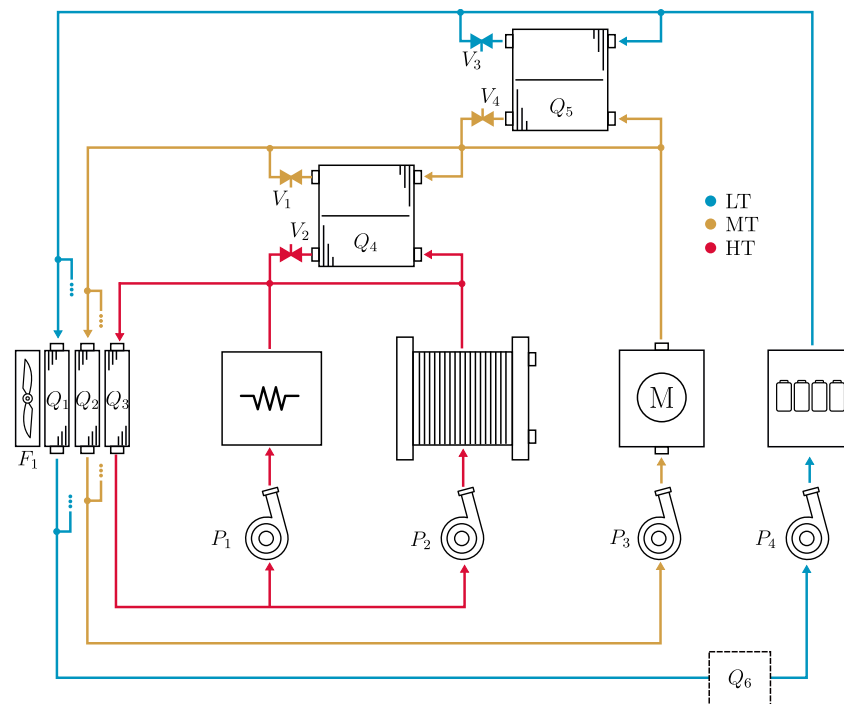 V₃
V₄
Q₅
V₁
V₂
Q₄
LT
MT
HT
Q₁
Q₂
Q₃
F₁
M
P₁
P₂
P₃
P₄
Q₆